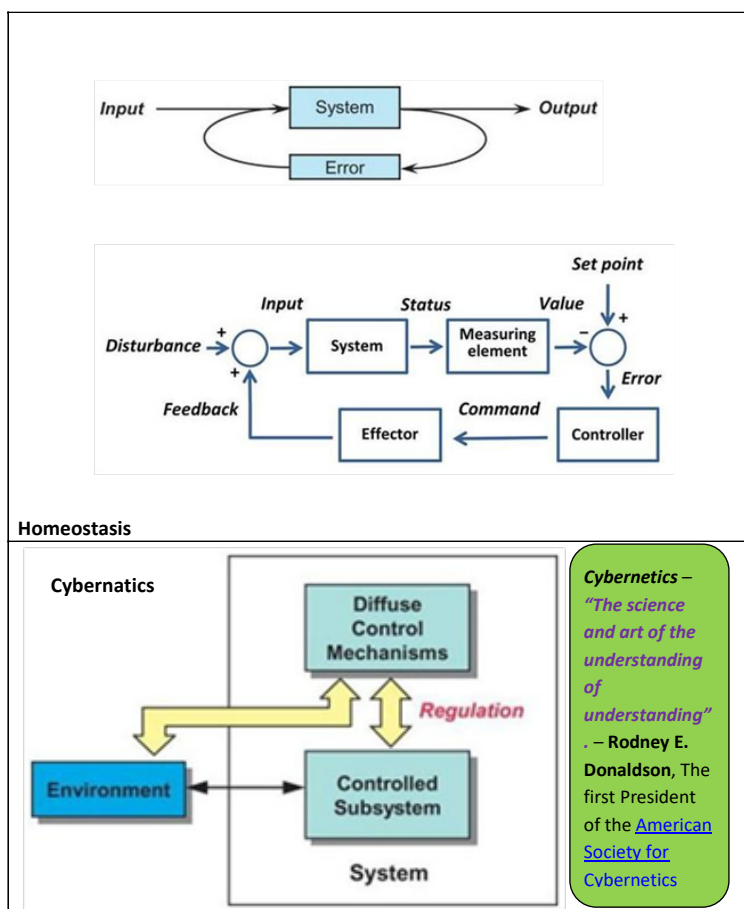 Input
System
Output
Error
Set point
Input
Status
Value
+
+
−
Disturbance
System
Measuring
element
+
Error
Feedback
Command
Effector
Controller
Homeostasis
Cybernatics
Diffuse
Control
Mechanisms
Regulation
Environment
Controlled
Subsystem
System
Cybernetics –
“The science
and art of the
understanding
of
understanding”
. – Rodney E.
Donaldson, The
first President
of the American
Society for
Cybernetics